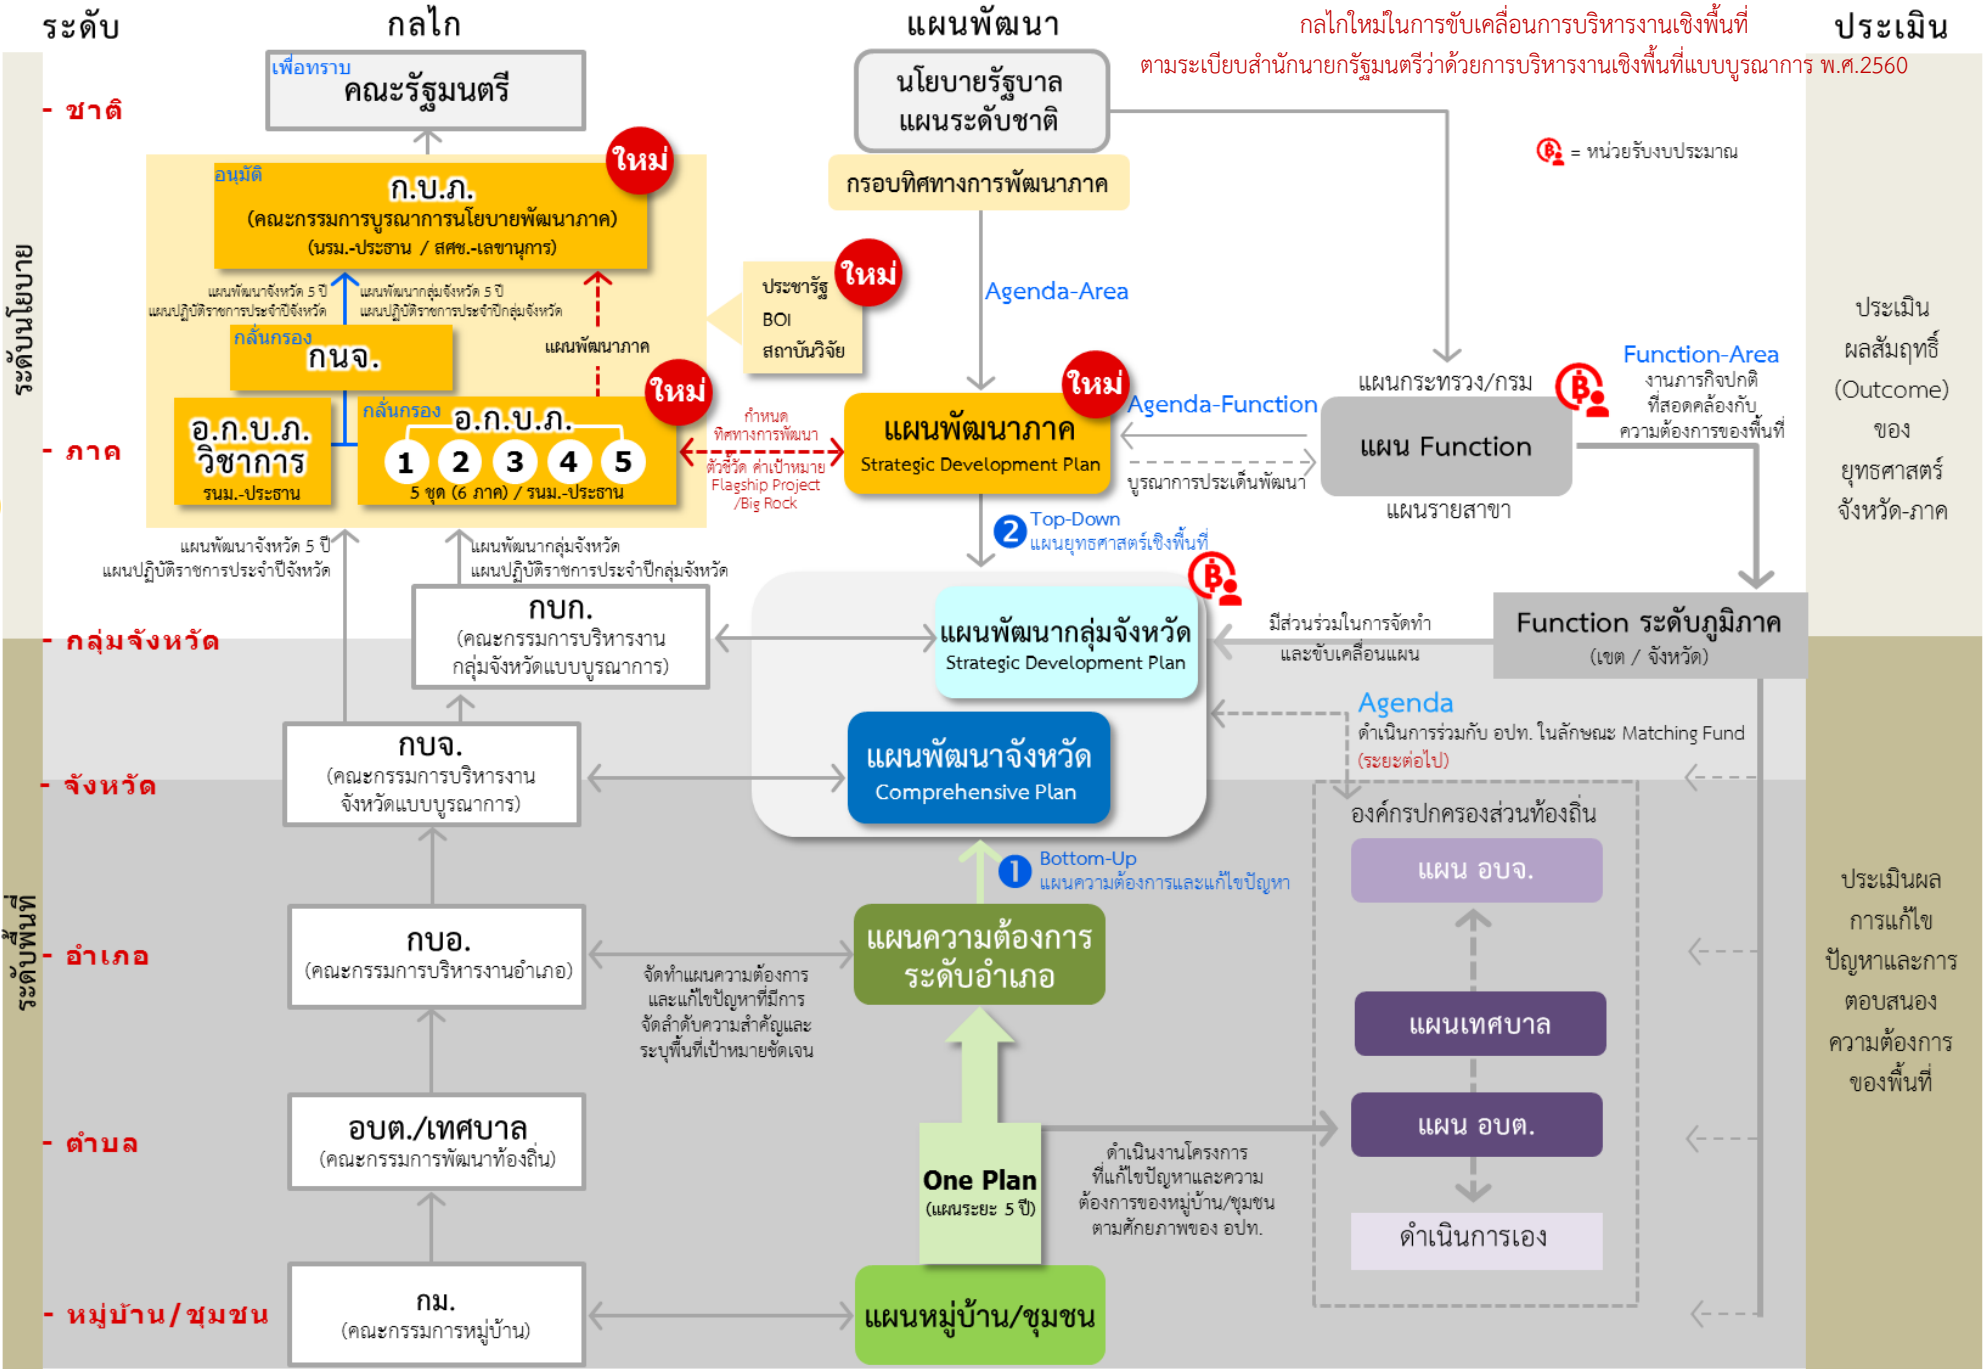 ระดับ
กลไก
แผนพัฒนา
กลไกใหม่ในการขับเคลื่อนการบริหารงานเชิงพื้นที่
ตามระเบียบสำนักนายกรัฐมนตรีว่าด้วยการบริหารงานเชิงพื้นที่แบบบูรณาการ พ.ศ.2560
ประเมิน
- ชาติ
เพื่อทราบ
คณะรัฐมนตรี
นโยบายรัฐบาล
แผนระดับชาติ
= หน่วยรับงบประมาณ
กรอบทิศทางการพัฒนาภาค
ใหม่
อนุมัติ
ก.บ.ภ.
(คณะกรรมการบูรณาการนโยบายพัฒนาภาค)
(นรม.-ประธาน / สศช.-เลขานุการ)
ระดับนโยบาย
แผนพัฒนาจังหวัด 5 ปี
แผนปฏิบัติราชการประจำปีจังหวัด
แผนพัฒนากลุ่มจังหวัด 5 ปี
แผนปฏิบัติราชการประจำปีกลุ่มจังหวัด
ใหม่
ประชารัฐ
BOI
สถาบันวิจัย
Agenda-Area
กลั่นกรอง
กนจ.
แผนพัฒนาภาค
- ภาค
อ.ก.บ.ภ.
วิชาการ
รนม.-ประธาน
ใหม่
กลั่นกรอง
อ.ก.บ.ภ.
1 2 3 4 5
5 ชุด (6 ภาค) / รนม.-ประธาน
กำหนด
ทิศทางการพัฒนา
ตัวชี้วัด ค่าเป้าหมาย
Flagship Project
/Big Rock
ใหม่
แผนพัฒนาภาค
Strategic Development Plan
Agenda-Function
บูรณาการประเด็นพัฒนา
แผนกระทรวง/กรม
฿
แผน Function
แผนรายสาขา
Function-Area
งานภารกิจปกติ
ที่สอดคล้องกับ
ความต้องการของพื้นที่
ประเมิน
ผลสัมฤทธิ์
(Outcome)
ของ
ยุทธศาสตร์
จังหวัด-ภาค
แผนพัฒนาจังหวัด 5 ปี
แผนปฏิบัติราชการประจำปีจังหวัด
แผนพัฒนากลุ่มจังหวัด
แผนปฏิบัติราชการประจำปีกลุ่มจังหวัด
2 Top-Down
แผนยุทธศาสตร์เชิงพื้นที่
฿
- กลุ่มจังหวัด
กบก.
(คณะกรรมการบริหารงาน
กลุ่มจังหวัดแบบบูรณาการ)
แผนพัฒนากลุ่มจังหวัด
Strategic Development Plan
มีส่วนร่วมในการจัดทำ
และขับเคลื่อนแผน
Function ระดับภูมิภาค
(เขต / จังหวัด)
Agenda
ดำเนินการร่วมกับ อปท. ในลักษณะ Matching Fund
(ระยะต่อไป)
- จังหวัด
กบจ.
(คณะกรรมการบริหารงาน
จังหวัดแบบบูรณาการ)
แผนพัฒนาจังหวัด
Comprehensive Plan
องค์กรปกครองส่วนท้องถิ่น
แผน อบจ.
1 Bottom-Up
แผนความต้องการและแก้ไขปัญหา
ระดับพื้นที่
- อำเภอ
กบอ.
(คณะกรรมการบริหารงานอำเภอ)
จัดทำแผนความต้องการ
และแก้ไขปัญหาที่มีการ
จัดลำดับความสำคัญและ
ระบุพื้นที่เป้าหมายชัดเจน
แผนความต้องการ
ระดับอำเภอ
แผนเทศบาล
ประเมินผล
การแก้ไข
ปัญหาและการ
ตอบสนอง
ความต้องการ
ของพื้นที่
- ตำบล
อบต./เทศบาล
(คณะกรรมการพัฒนาท้องถิ่น)
One Plan
(แผนระยะ 5 ปี)
ดำเนินงานโครงการ
ที่แก้ไขปัญหาและความ
ต้องการของหมู่บ้าน/ชุมชน
ตามศักยภาพของ อปท.
แผน อบต.
ดำเนินการเอง
- หมู่บ้าน/ชุมชน
กม.
(คณะกรรมการหมู่บ้าน)
แผนหมู่บ้าน/ชุมชน